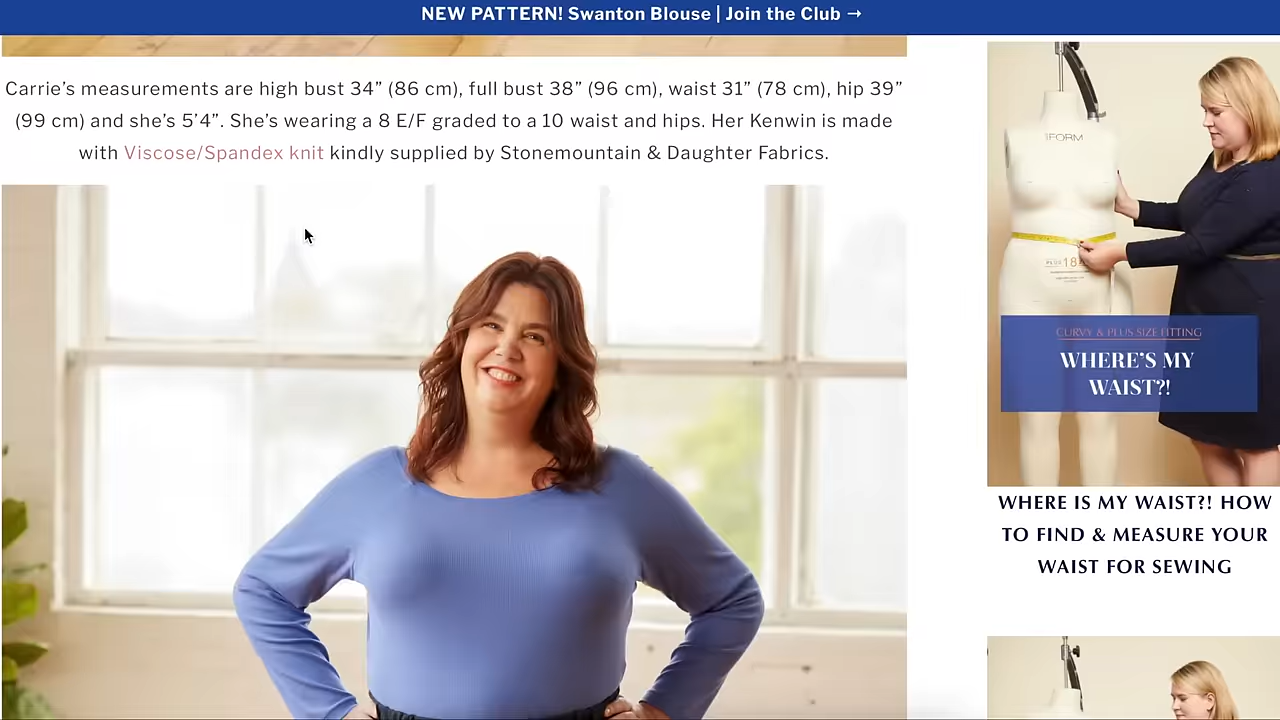 NEW PATTERN! Swanton Blouse | Join the Club →
Carrie’s measurements are high bust 34” (86 cm), full bust 38” (96 cm), waist 31” (78 cm), hip 39”
(99 cm) and she’s 5’4”. She’s wearing a 8 E/F graded to a 10 waist and hips. Her Kenwin is made
with Viscose/Spandex knit kindly supplied by Stonemountain & Daughter Fabrics.
FORM
PLUS 18
CURVY & PLUS SIZE FITTING
WHERE’S MY
WAIST?!
WHERE IS MY WAIST?! HOW
TO FIND & MEASURE YOUR
WAIST FOR SEWING